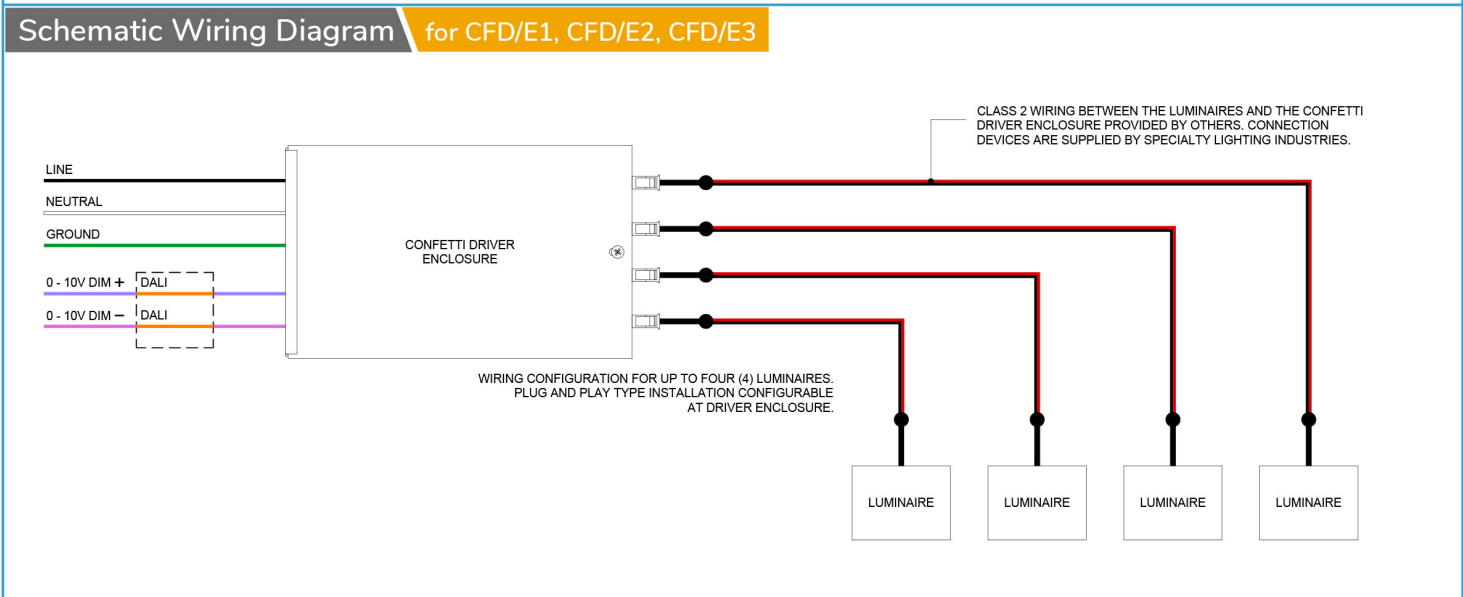 Schematic Wiring Diagram for CFD/E1, CFD/E2, CFD/E3
CLASS 2 WIRING BETWEEN THE LUMINAIRES AND THE CONFETTI
DRIVER ENCLOSURE PROVIDED BY OTHERS. CONNECTION
DEVICES ARE SUPPLIED BY SPECIALTY LIGHTING INDUSTRIES.
LINE
NEUTRAL
GROUND
0 - 10V DIM + DALI
0 - 10V DIM — DALI
CONFETTI DRIVER
ENCLOSURE
WIRING CONFIGURATION FOR UP TO FOUR (4) LUMINAIRES.
PLUG AND PLAY TYPE INSTALLATION CONFIGURABLE
AT DRIVER ENCLOSURE.
LUMINAIRE LUMINAIRE LUMINAIRE LUMINAIRE